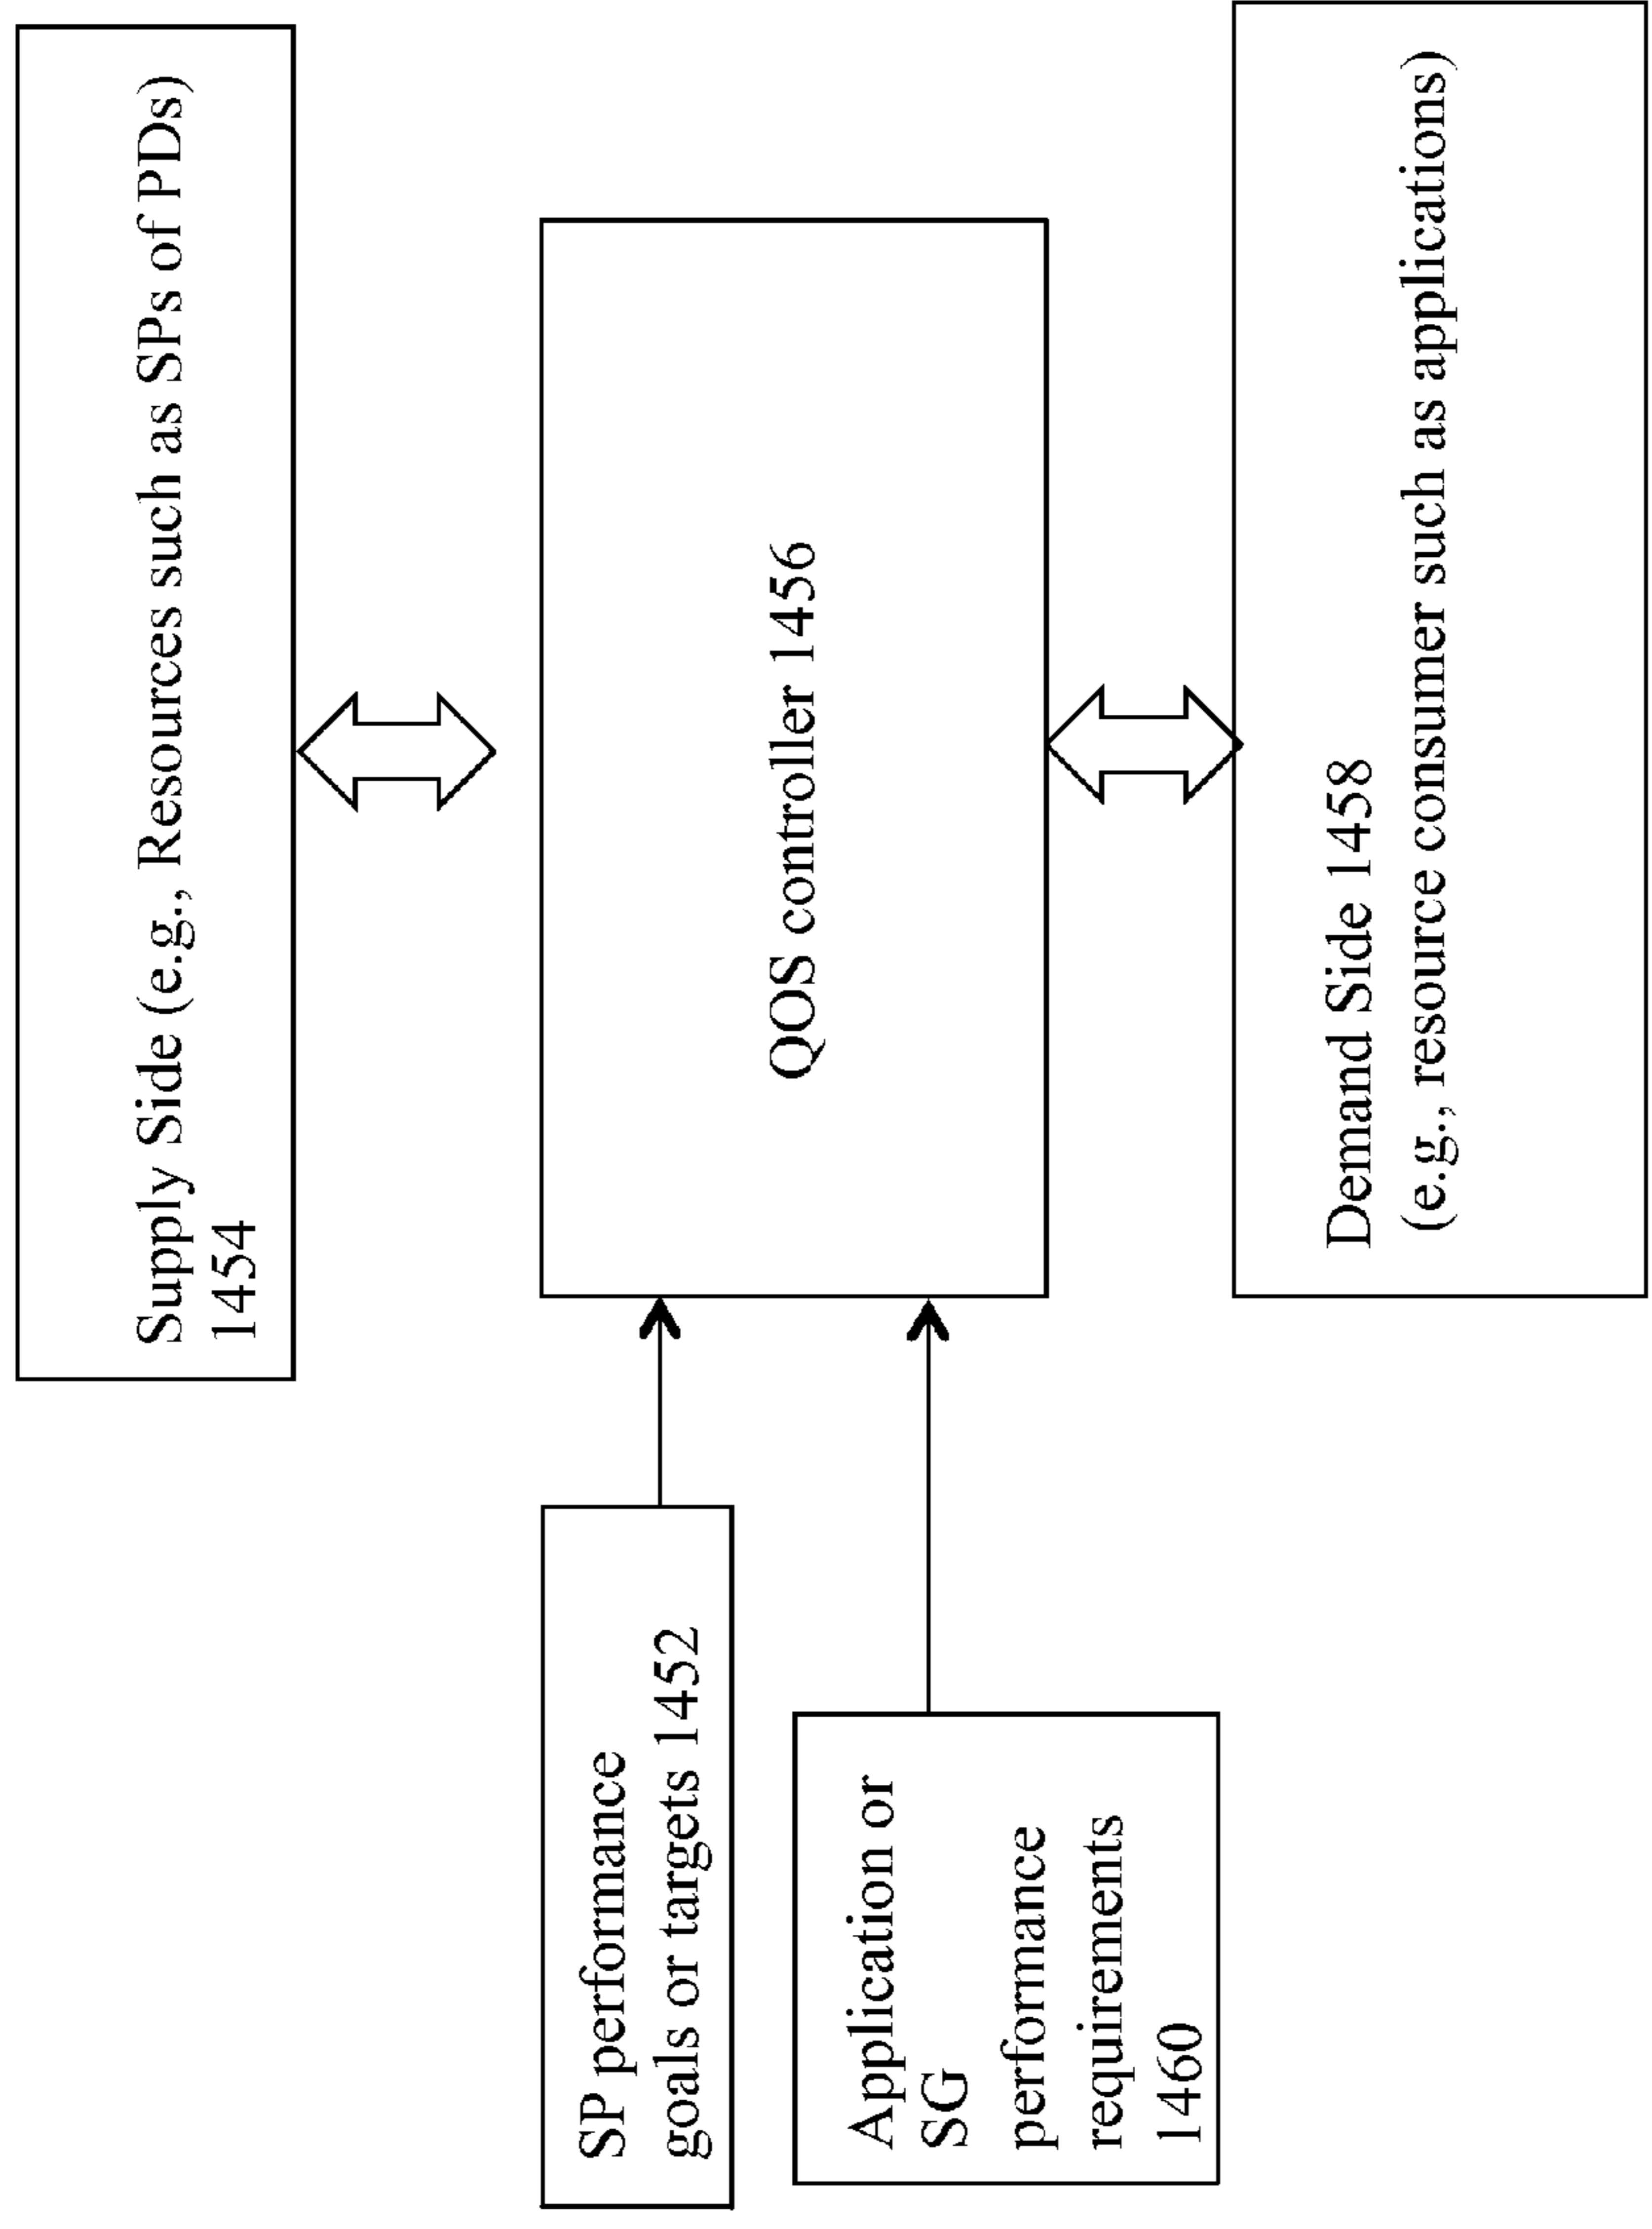 Supply Side (e.g., Resources such as SPs of PDs)
1454
SP performance
goals or targets 1452
QOS controller 1456
Application or
SG
performance
requirements
1460
Demand Side 1458
(e.g., resource consumer such as applications)